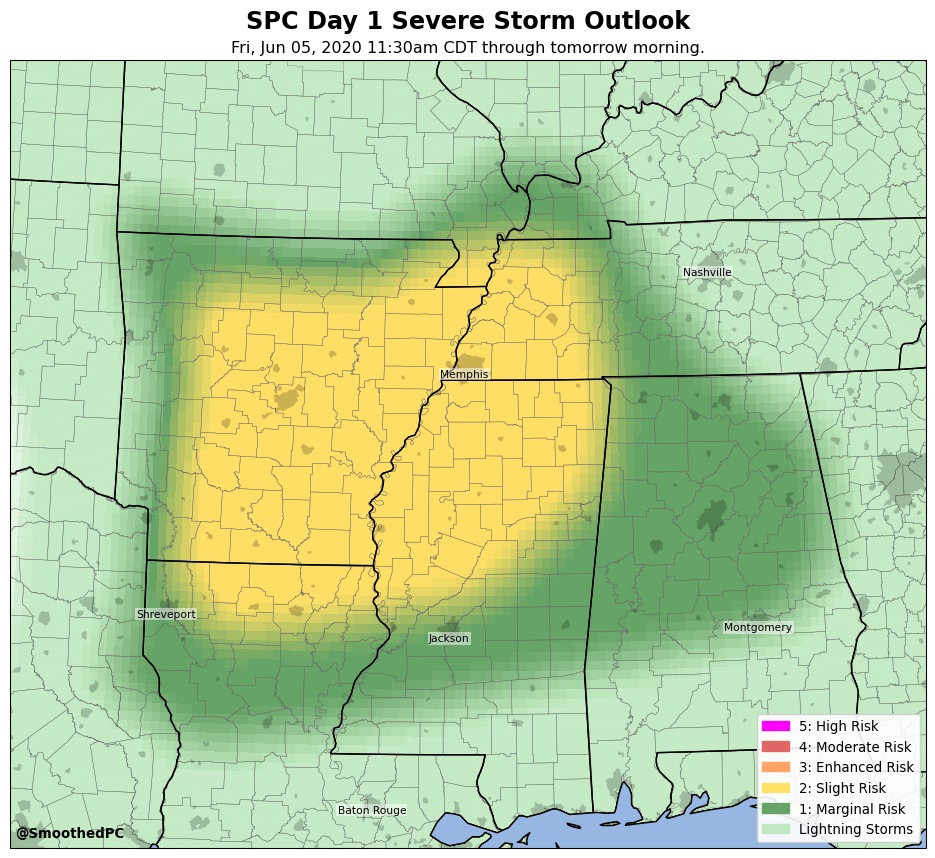 SPC Day 1 Severe Storm Outlook
Fri, Jun 05, 2020 11:30am CDT through tomorrow morning.
Nashville
Memphis
Shreveport
Jackson
Montgomery
Baton Rouge
5: High Risk
4: Moderate Risk
3: Enhanced Risk
2: Slight Risk
1: Marginal Risk
Lightning Storms
@SmoothedPC